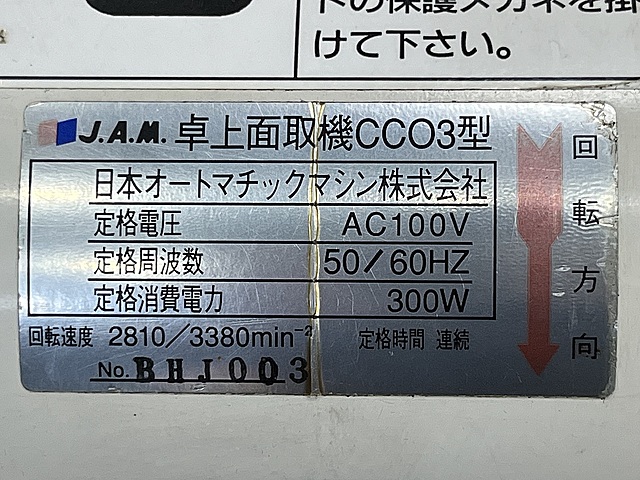 ドの保護メガネを掛
けて下さい。
J.A.M. 卓上面取機CC03型
日本オートマチックマシン株式会社
定格電圧 AC100V
定格周波数 50/60HZ
定格消費電力 300W
回転速度 2810/3380min⁻² 定格時間 連続
No. BHJ003
回転方向